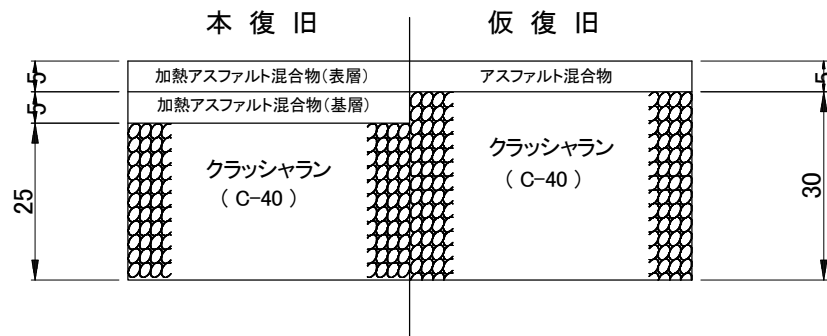 本 復 旧
仮 復 旧
5
加熱アスファルト混合物(表層)
アスファルト混合物
5
5
加熱アスファルト混合物(基層)
25
クラッシャラン
( C-40 )
クラッシャラン
( C-40 )
30